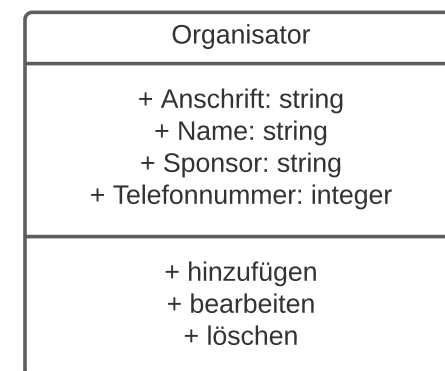 Organisator
+ Anschrift: string
+ Name: string
+ Sponsor: string
+ Telefonnummer: integer
+ hinzufügen
+ bearbeiten
+ löschen